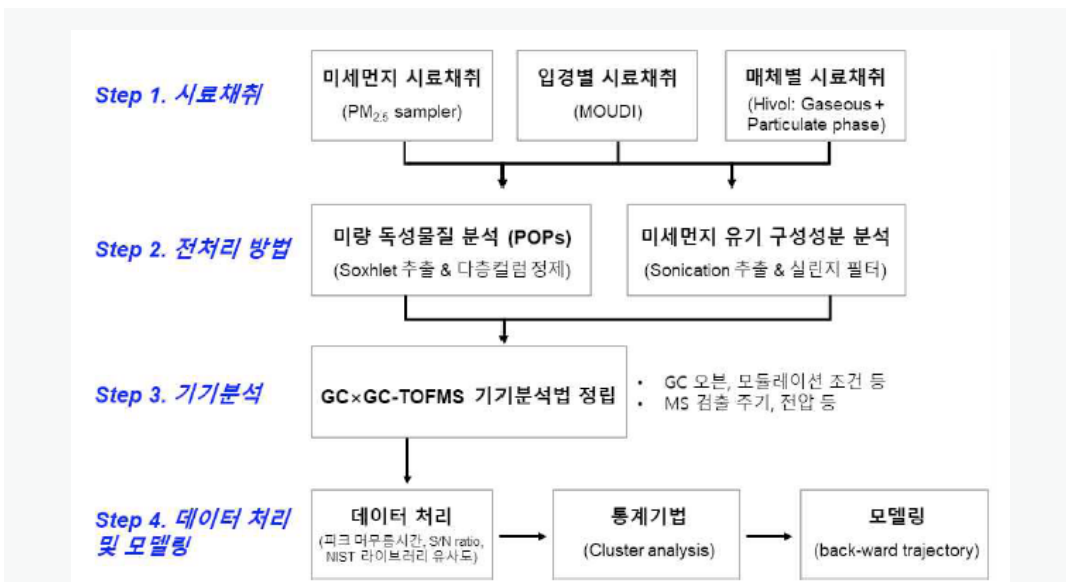 Step 1. 시료채취
미세먼지 시료채취
(PM2.5 sampler)
입경별 시료채취
(MOUDI)
매체별 시료채취
(Hivol: Gaseous +
Particulate phase)
Step 2. 전처리 방법
미량 독성물질 분석 (POPs)
(Soxhlet 추출 & 다층컬럼 정제)
미세먼지 유기 구성성분 분석
(Sonication 추출 & 실린지 필터)
Step 3. 기기분석
GC×GC-TOFMS 기기분석법 정립
• GC 오븐, 모듈레이션 조건 등
• MS 검출 주기, 전압 등
Step 4. 데이터 처리
및 모델링
데이터 처리
(피크 머무름시간, S/N ratio,
NIST 라이브러리 유사도)
통계기법
(Cluster analysis)
모델링
(back-ward trajectory)